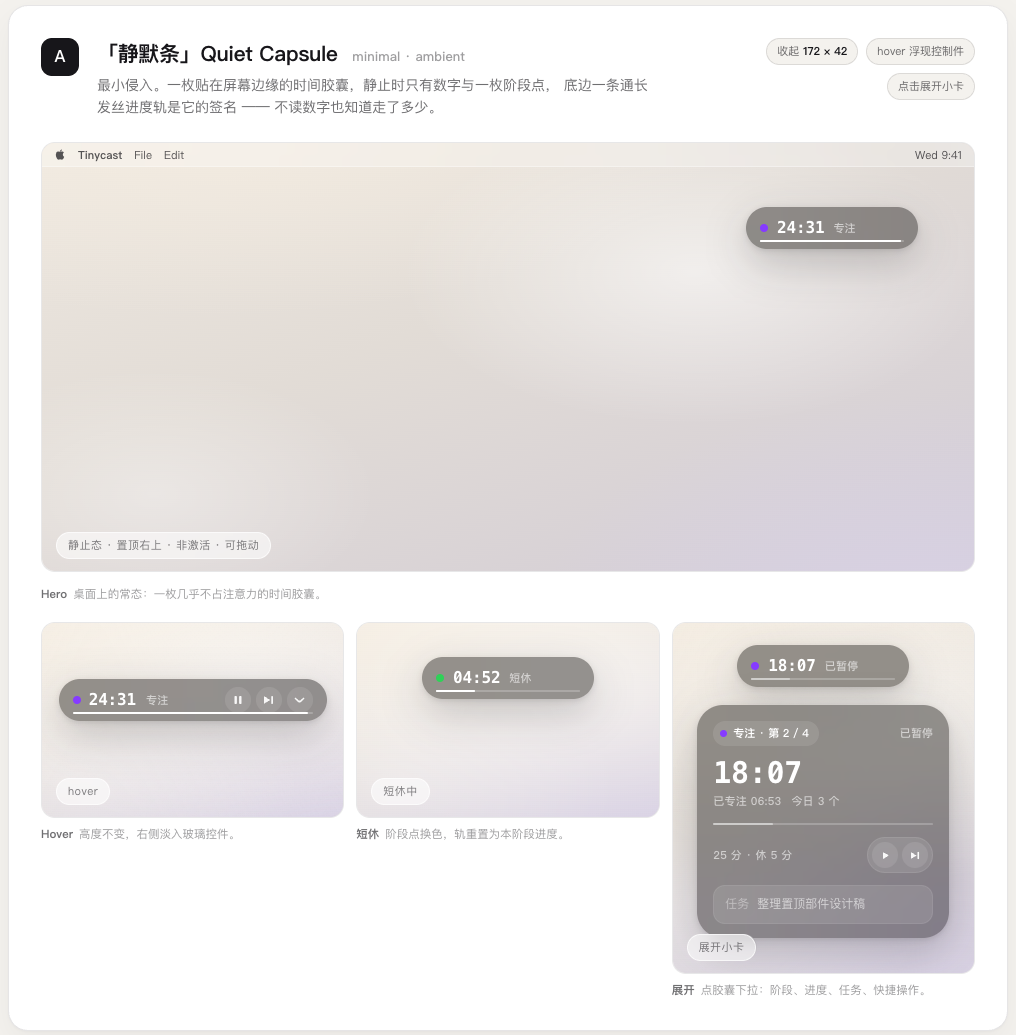 A
「静默条」Quiet Capsule minimal · ambient
收起 172 × 42
hover 浮现控制件
点击展开小卡
最小侵入。一枚贴在屏幕边缘的时间胶囊，静止时只有数字与一枚阶段点， 底边一条通长
发丝进度轨是它的签名 —— 不读数字也知道走了多少。
Tinycast File Edit
Wed 9:41
24:31 专注
静止态 · 置顶右上 · 非激活 · 可拖动
Hero 桌面上的常态：一枚几乎不占注意力的时间胶囊。
24:31 专注
hover
Hover 高度不变，右侧淡入玻璃控件。
04:52 短休
短休中
短休 阶段点换色，轨重置为本阶段进度。
18:07 已暂停
专注 · 第 2 / 4
已暂停
18:07
已专注 06:53 今日 3 个
25 分 · 休 5 分
任务 整理置顶部件设计稿
展开小卡
展开 点胶囊下拉：阶段、进度、任务、快捷操作。